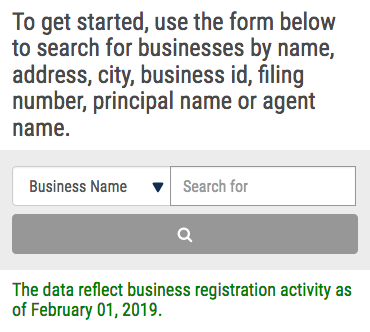 To get started, use the form below
to search for businesses by name,
address, city, business id, filing
number, principal name or agent
name.
Business Name
Search for
The data reflect business registration activity as
of February 01, 2019.